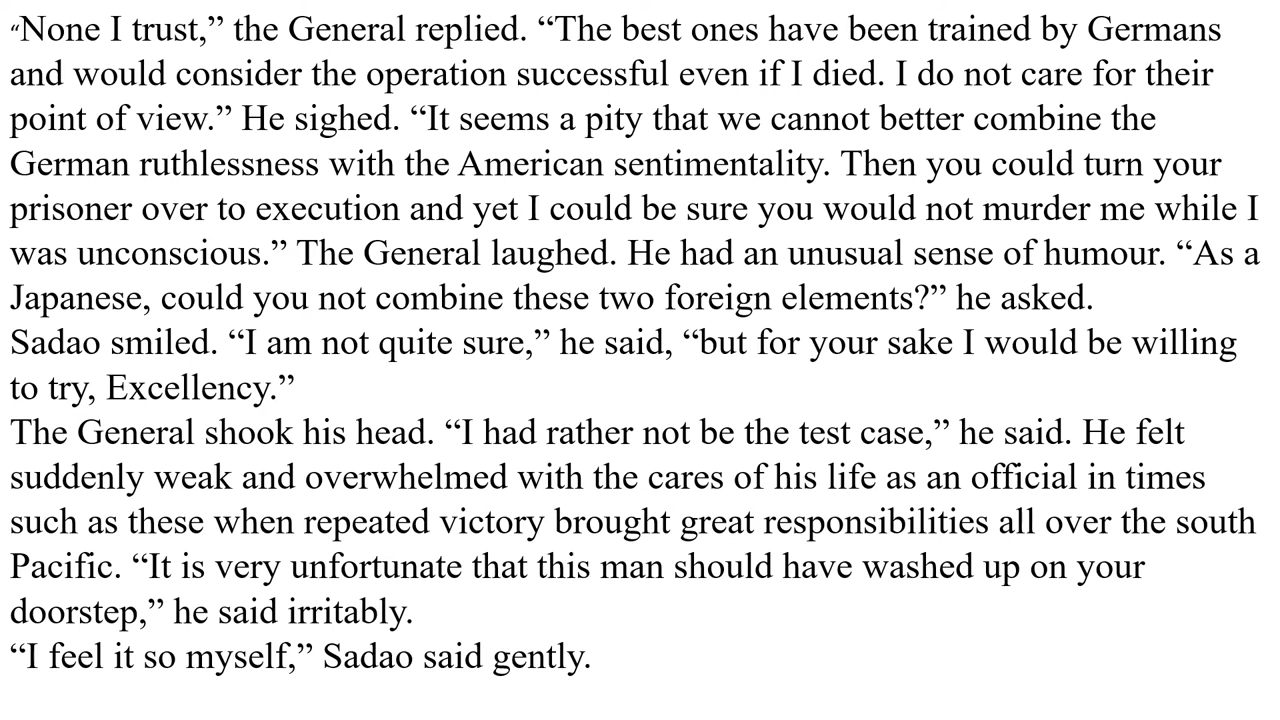 “None I trust,” the General replied. “The best ones have been trained by Germans
and would consider the operation successful even if I died. I do not care for their
point of view.” He sighed. “It seems a pity that we cannot better combine the
German ruthlessness with the American sentimentality. Then you could turn your
prisoner over to execution and yet I could be sure you would not murder me while I
was unconscious.” The General laughed. He had an unusual sense of humour. “As a
Japanese, could you not combine these two foreign elements?” he asked.
Sadao smiled. “I am not quite sure,” he said, “but for your sake I would be willing
to try, Excellency.”
The General shook his head. “I had rather not be the test case,” he said. He felt
suddenly weak and overwhelmed with the cares of his life as an official in times
such as these when repeated victory brought great responsibilities all over the south
Pacific. “It is very unfortunate that this man should have washed up on your
doorstep,” he said irritably.
“I feel it so myself,” Sadao said gently.